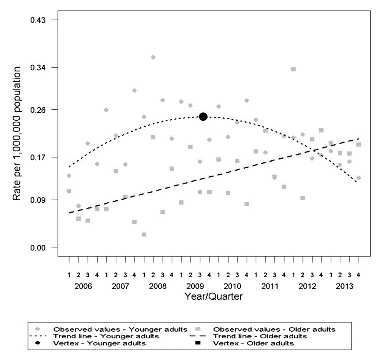 0.43
0.34
0.26
0.17
0.09
0.00
Rate per 1,000,000 population
1 2 3 4 1 2 3 4 1 2 3 4 1 2 3 4 1 2 3 4 1 2 3 4 1 2 3 4 1 2 3 4
2006 2007 2008 2009 2010 2011 2012 2013
Year/Quarter
Observed values - Younger adults Observed values - Older adults
Trend line - Younger adults Trend line - Older adults
Vertex - Younger adults Vertex - Older adults